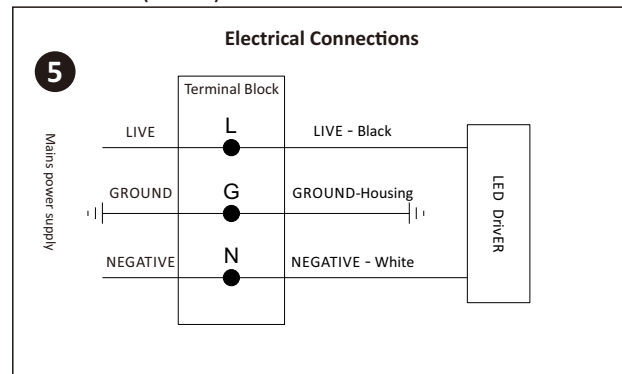 Electrical Connections
5
Terminal Block
Mains power supply
LIVE
L
LIVE - Black
GROUND
G
GROUND-Housing
NEGATIVE
N
NEGATIVE - White
LED DrivER